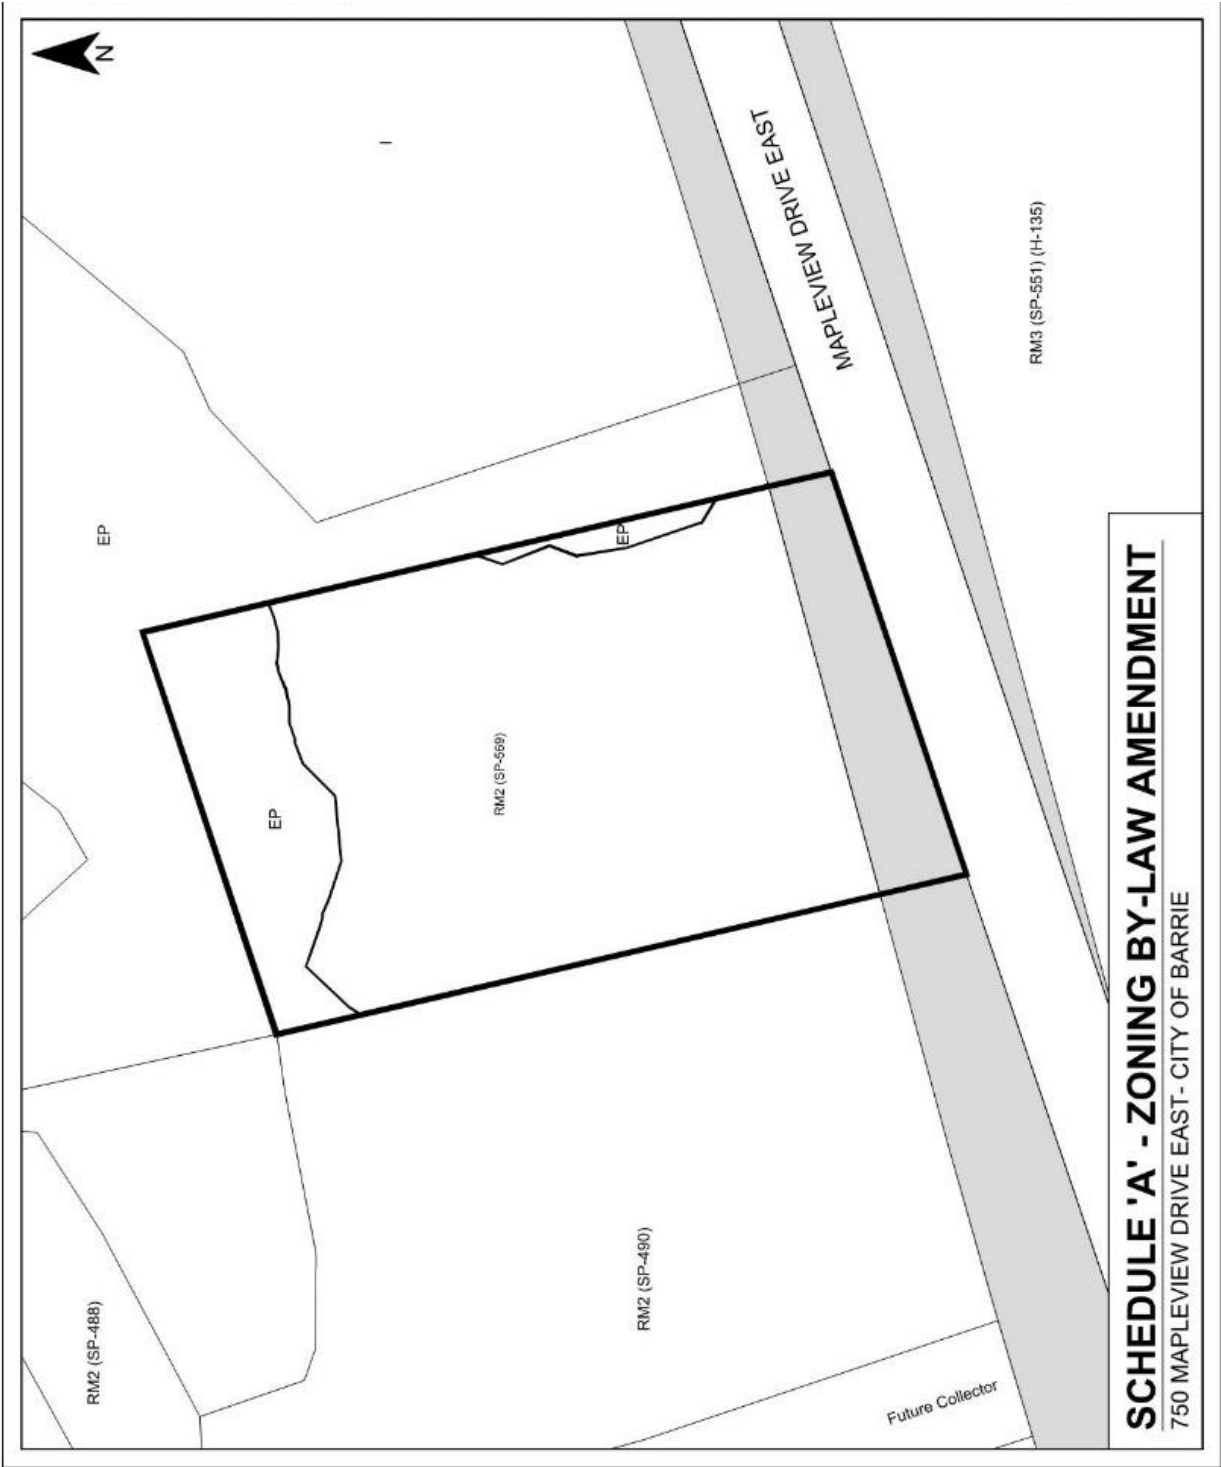 N
RM2 (SP-488)
EP
EP
I
RM2 (SP-569)
EP
RM2 (SP-490)
MAPLEVIEW DRIVE EAST
Future Collector
RM3 (SP-551) (H-135)
SCHEDULE 'A' - ZONING BY-LAW AMENDMENT
750 MAPLEVIEW DRIVE EAST- CITY OF BARRIE